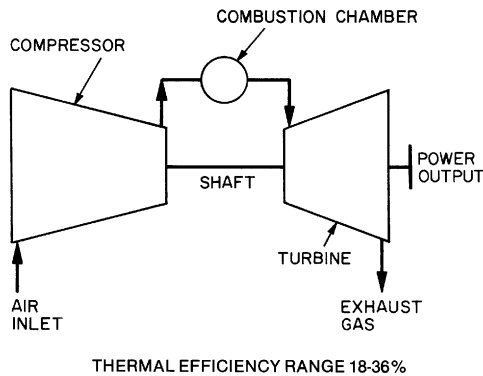 COMBUSTION CHAMBER
COMPRESSOR
SHAFT
POWER
OUTPUT
TURBINE
AIR
INLET
EXHAUST
GAS
THERMAL EFFICIENCY RANGE 18-36%